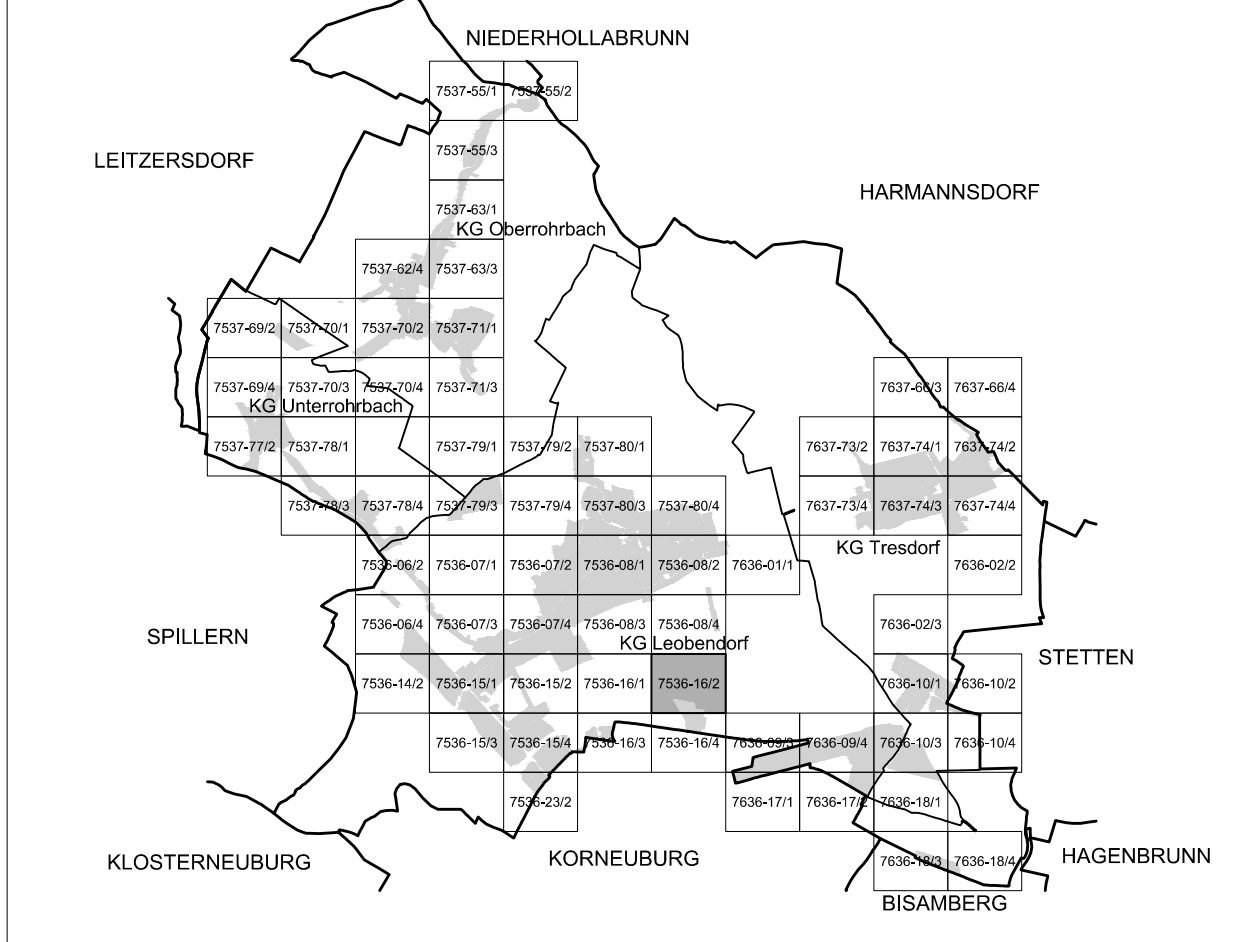 NIEDERHOLLABRUNN
7537-55/1 7537-55/2
7537-55/3
LEITZERSDORF
HARMANNSDORF
7537-63/1
KG Oberrohrbach
7537-62/4 7537-63/3
7537-69/2 7537-70/1 7537-70/2 7537-71/1
7537-69/4 7537-70/3 7537-70/4 7537-71/3 7637-66/3 7637-66/4
KG Unterrohrbach
7537-77/2 7537-78/1 7537-79/1 7537-79/2 7537-80/1 7637-73/2 7637-74/1 7637-74/2
7537-78/3 7537-78/4 7537-79/3 7537-79/4 7537-80/3 7537-80/4 7637-73/4 7637-74/3 7637-74/4
KG Tresdorf
7536-06/2 7536-07/1 7536-07/2 7536-08/1 7536-08/2 7636-01/1 7636-02/2
7536-06/4 7536-07/3 7536-07/4 7536-08/3 7536-08/4 7636-02/3
SPILLERN
KG Leobendorf
STETTEN
7536-14/2 7536-15/1 7536-15/2 7536-16/1 7536-16/2 7636-10/1 7636-10/2
7536-15/3 7536-15/4 7536-16/3 7536-16/4 7636-09/3 7636-09/4 7636-10/3 7636-10/4
7536-23/2 7636-17/1 7636-17/2 7636-18/1
KLOSTERNEUBURG
KORNEUBURG
7636-18/3 7636-18/4
HAGENBRUNN
BISAMBERG